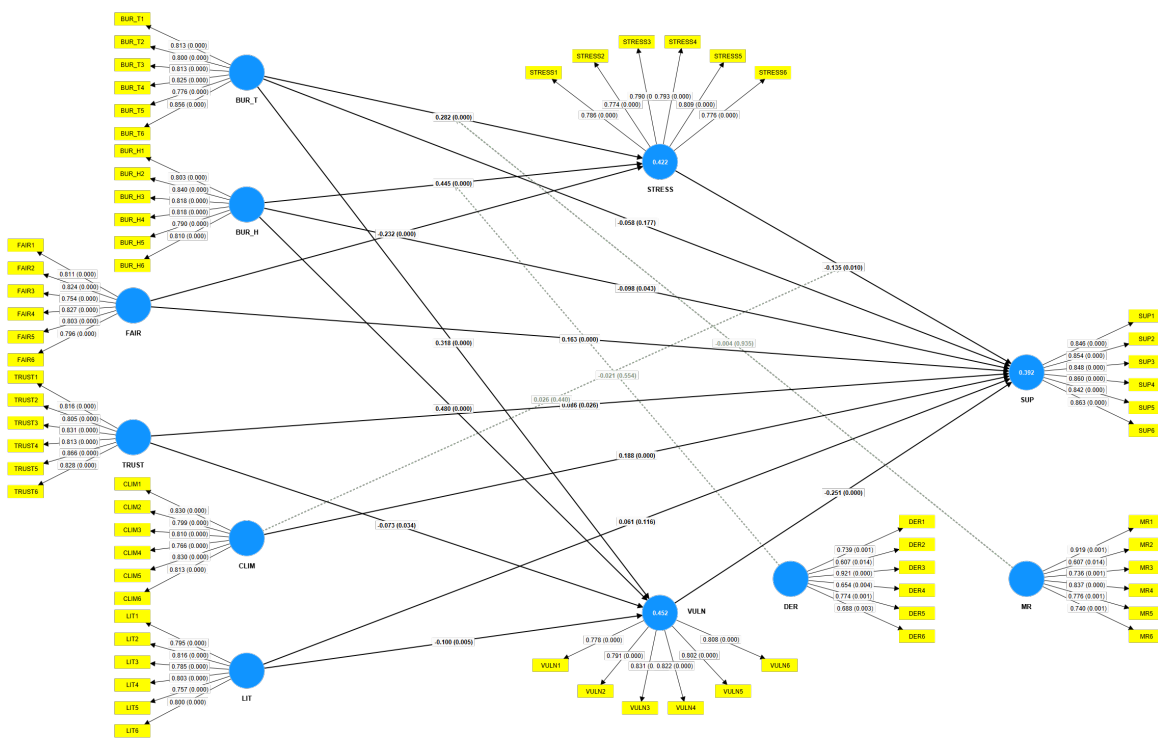 BUR_T1
BUR_T2
BUR_T3
BUR_T4
BUR_T5
BUR_T6
0.813 (0.000)
0.800 (0.000)
0.813 (0.000)
0.825 (0.000)
0.776 (0.000)
0.856 (0.000)
BUR_T
BUR_H1
BUR_H2
BUR_H3
BUR_H4
BUR_H5
BUR_H6
0.803 (0.000)
0.840 (0.000)
0.818 (0.000)
0.818 (0.000)
0.790 (0.000)
0.810 (0.000)
BUR_H
FAIR1
FAIR2
FAIR3
FAIR4
FAIR5
FAIR6
0.811 (0.000)
0.824 (0.000)
0.754 (0.000)
0.827 (0.000)
0.803 (0.000)
0.796 (0.000)
FAIR
TRUST1
TRUST2
TRUST3
TRUST4
TRUST5
TRUST6
0.816 (0.000)
0.805 (0.000)
0.831 (0.000)
0.813 (0.000)
0.866 (0.000)
0.828 (0.000)
TRUST
CLIM1
CLIM2
CLIM3
CLIM4
CLIM5
CLIM6
0.830 (0.000)
0.799 (0.000)
0.810 (0.000)
0.766 (0.000)
0.830 (0.000)
0.813 (0.000)
CLIM
LIT1
LIT2
LIT3
LIT4
LIT5
LIT6
0.795 (0.000)
0.816 (0.000)
0.785 (0.000)
0.803 (0.000)
0.757 (0.000)
0.800 (0.000)
LIT
STRESS1
STRESS2
STRESS3
STRESS4
STRESS5
STRESS6
0.786 (0.000)
0.774 (0.000)
0.790 (0.
0.793 (0.000)
0.809 (0.000)
0.776 (0.000)
0.422
STRESS
0.282 (0.000)
0.445 (0.000)
-0.232 (0.000)
-0.058 (0.177)
-0.135 (0.010)
-0.098 (0.043)
0.318 (0.000)
0.163 (0.000)
-0.004 (0.935)
-0.021 (0.554)
0.026 (0.440)
0.480 (0.000)
0.086 (0.026)
0.188 (0.000)
-0.251 (0.000)
-0.073 (0.034)
0.061 (0.116)
-0.100 (0.005)
0.452
VULN
0.778 (0.000)
0.791 (0.000)
0.831 (0.
0.822 (0.000)
0.802 (0.000)
0.808 (0.000)
VULN1
VULN2
VULN3
VULN4
VULN5
VULN6
0.392
SUP
0.846 (0.000)
0.854 (0.000)
0.848 (0.000)
0.860 (0.000)
0.842 (0.000)
0.863 (0.000)
SUP1
SUP2
SUP3
SUP4
SUP5
SUP6
DER
0.739 (0.001)
0.607 (0.014)
0.921 (0.000)
0.654 (0.004)
0.774 (0.001)
0.688 (0.003)
DER1
DER2
DER3
DER4
DER5
DER6
MR
0.919 (0.001)
0.607 (0.014)
0.736 (0.001)
0.837 (0.000)
0.776 (0.001)
0.740 (0.001)
MR1
MR2
MR3
MR4
MR5
MR6